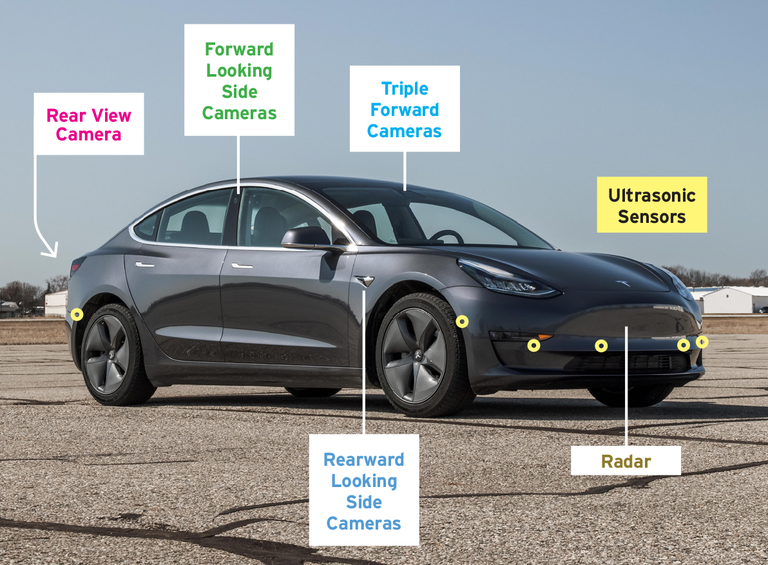 Forward
Looking
Side
Cameras
Triple
Forward
Cameras
Rear View
Camera
Ultrasonic
Sensors
Rearward
Looking
Side
Cameras
Radar